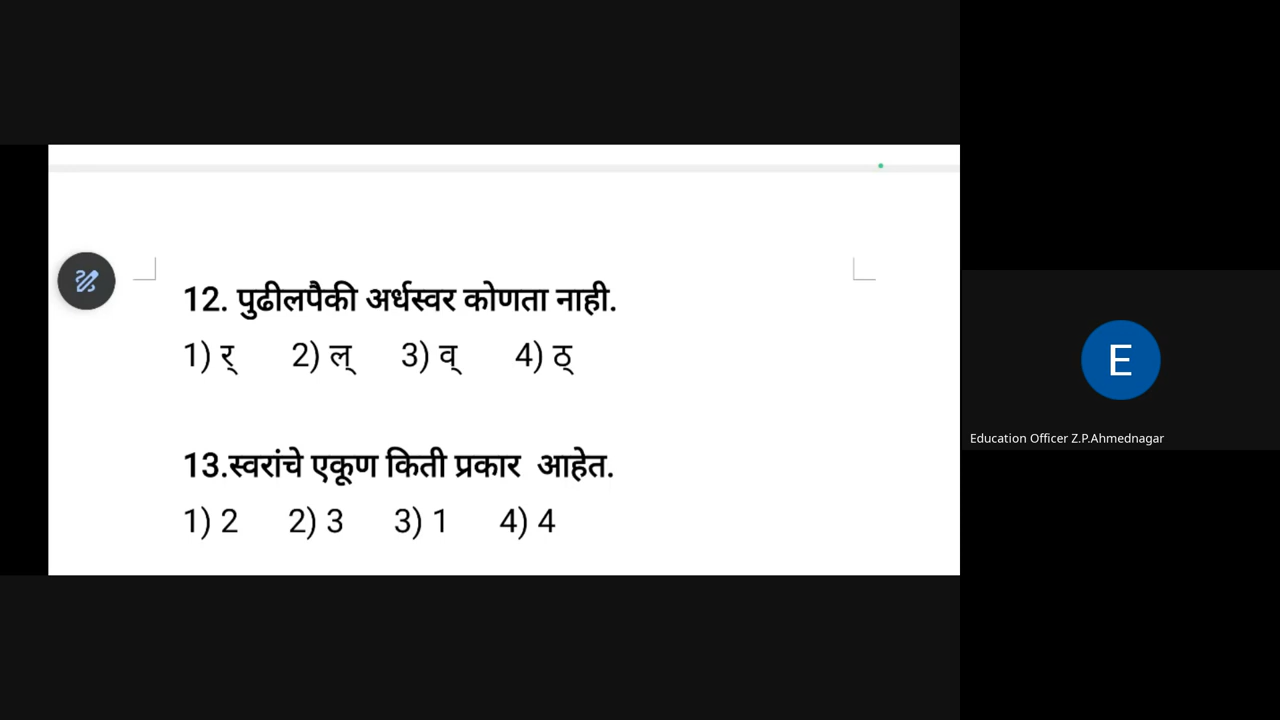 12. पुढीलपैकी अर्धस्वर कोणता नाही.
1) र् 2) ल् 3) व् 4) ठ्
13.स्वरांचे एकूण किती प्रकार आहेत.
1) 2 2) 3 3) 1 4) 4
E
Education Officer Z.P.Ahmednagar